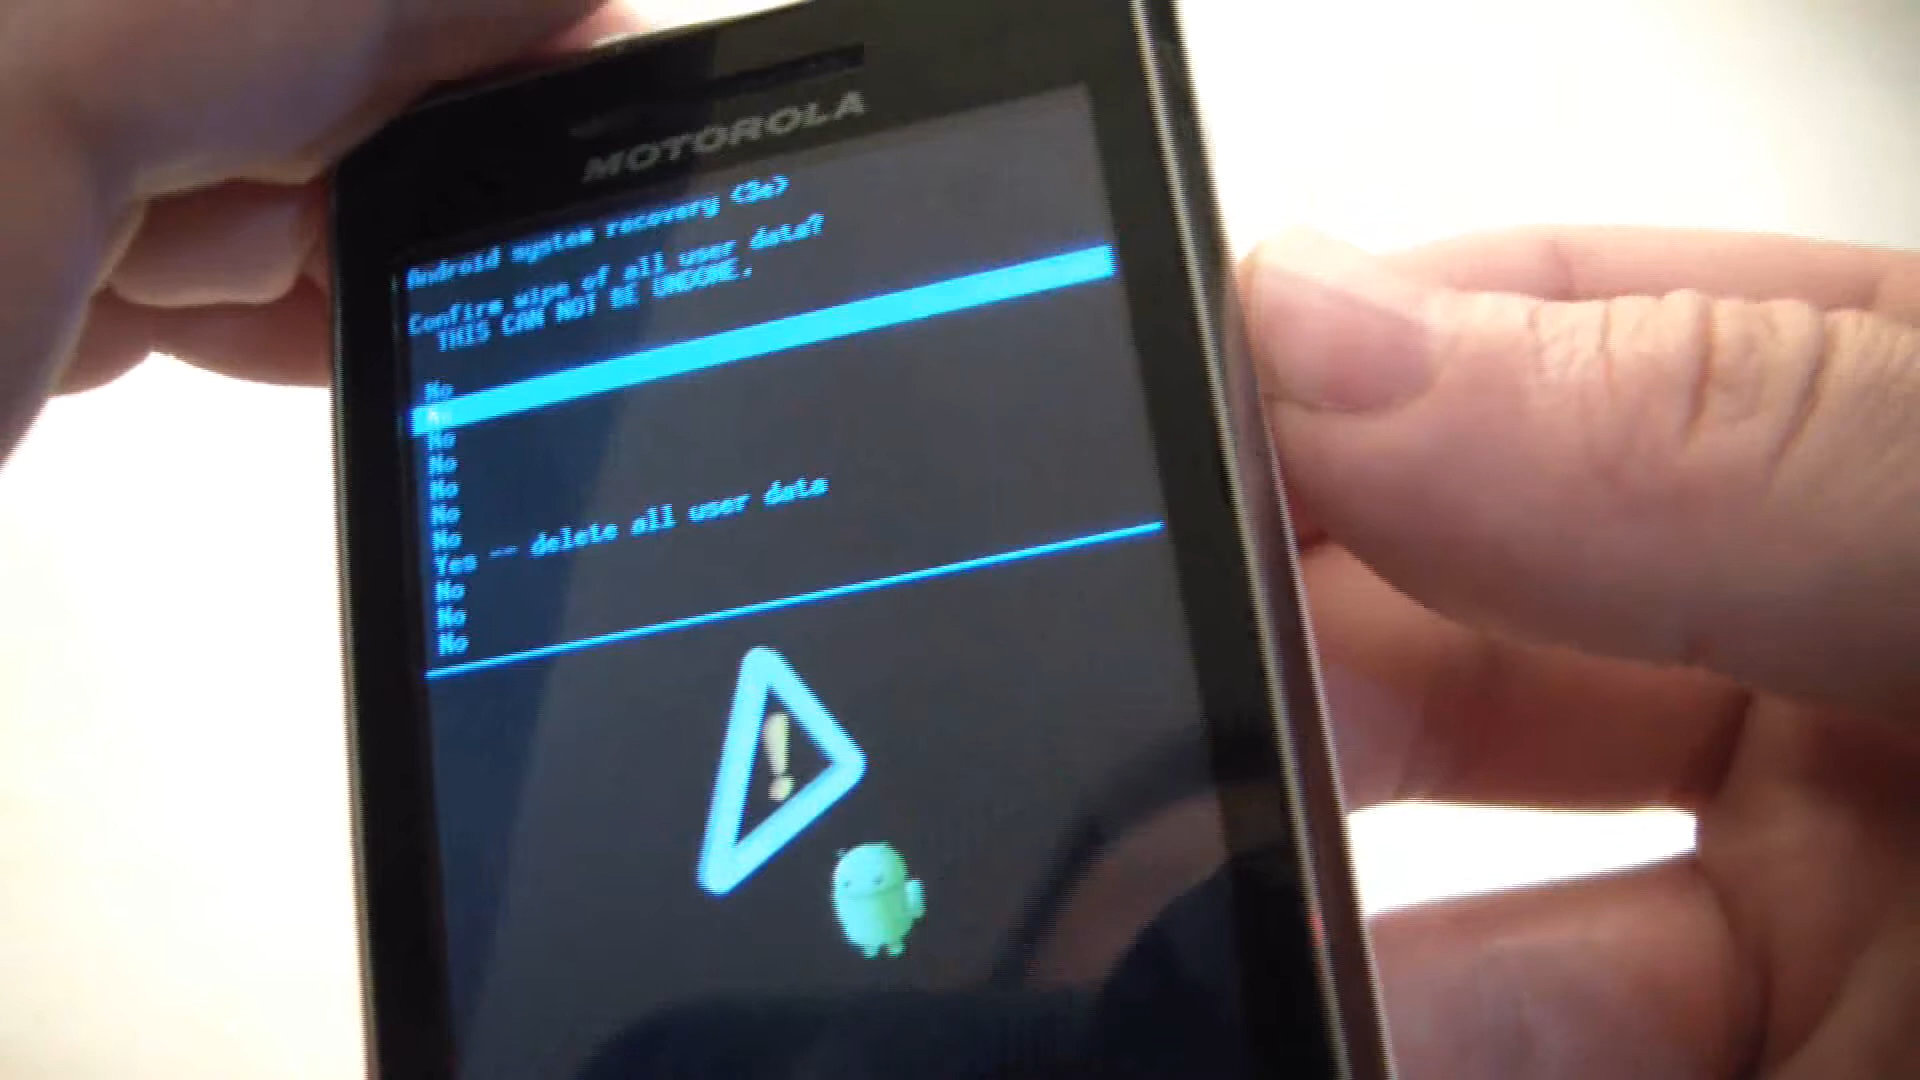 MOTOROLA
Android system recovery (3e)
Confirm wipe of all user data?
THIS CAN NOT BE UNDONE.
No
No
No
No
No
No
No
Yes -- delete all user data
No
No
No